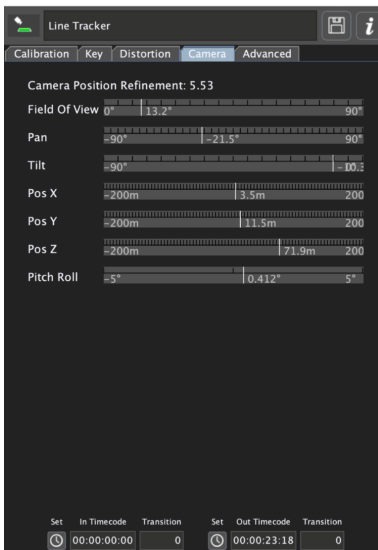 Line Tracker
i
Calibration Key Distortion Camera Advanced
Camera Position Refinement: 5.53
Field Of View 0° 13.2° 90°
Pan -90° -21.5° 90°
Tilt -90°
Pos X -200m 3.5m 200
Pos Y -200m 11.5m 200
Pos Z -200m 71.9m 200
Pitch Roll -5° 0.412° 5°
Set In Timecode Transition Set Out Timecode Transition
00:00:00:00 0 00:00:23:18 0